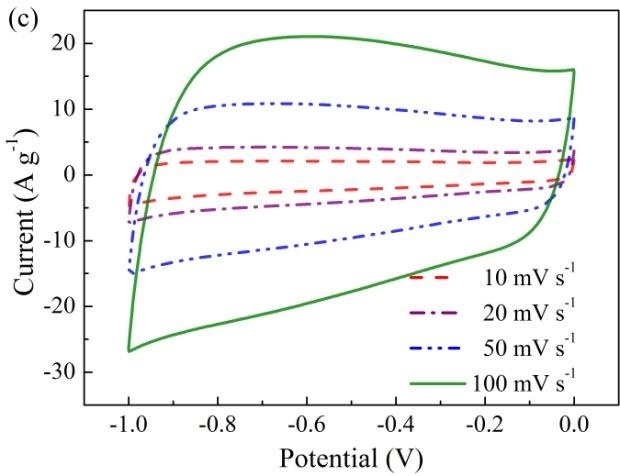 (c)
20
10
0
-10
-20
-30
Current (A g⁻¹)
10 mV s⁻¹
20 mV s⁻¹
50 mV s⁻¹
100 mV s⁻¹
-1.0 -0.8 -0.6 -0.4 -0.2 0.0
Potential (V)